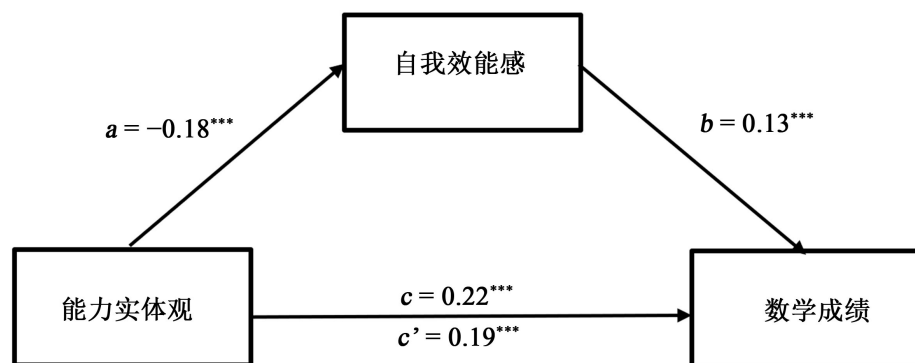 自我效能感
a = −0.18***
b = 0.13***
能力实体观
c = 0.22***
c’ = 0.19***
数学成绩